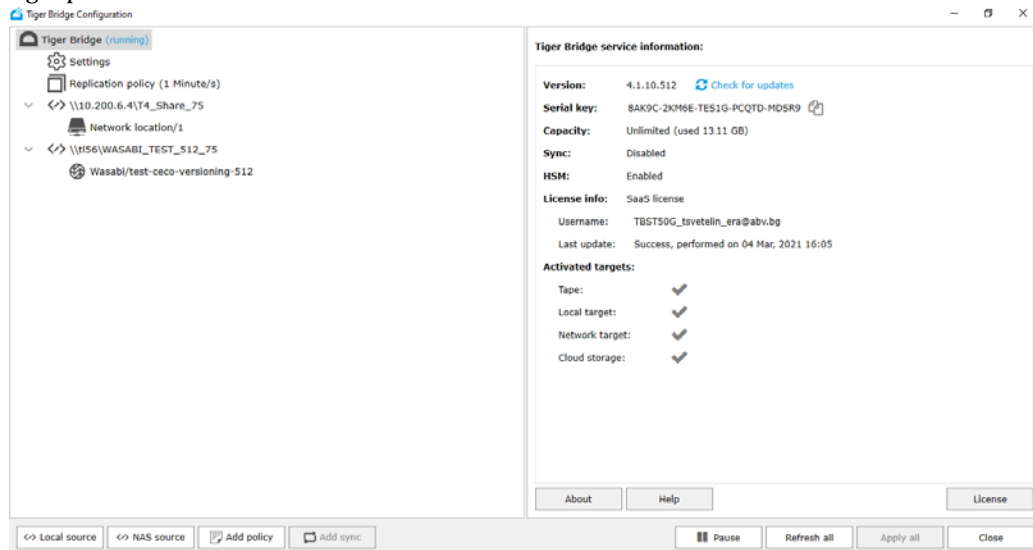 Tiger Bridge Configuration
Tiger Bridge (running)
Settings
Replication policy (1 Minute/s)
\\10.200.6.4\T4_Share_75
Network location/1
\\tl56\WASABI_TEST_512_75
Wasabi/test-ceco-versioning-512
Tiger Bridge service information:
Version: 4.1.10.512 Check for updates
Serial key: 8AK9C-2KM6E-TES1G-PCQTD-MDSR9
Capacity: Unlimited (used 13.11 GB)
Sync: Disabled
HSM: Enabled
License info: SaaS license
Username: TBST50G_tsvetelin_era@abv.bg
Last update: Success, performed on 04 Mar, 2021 16:05
Activated targets:
Tape:
Local target:
Network target:
Cloud storage:
About Help License
Local source NAS source Add policy Add sync Pause Refresh all Apply all Close